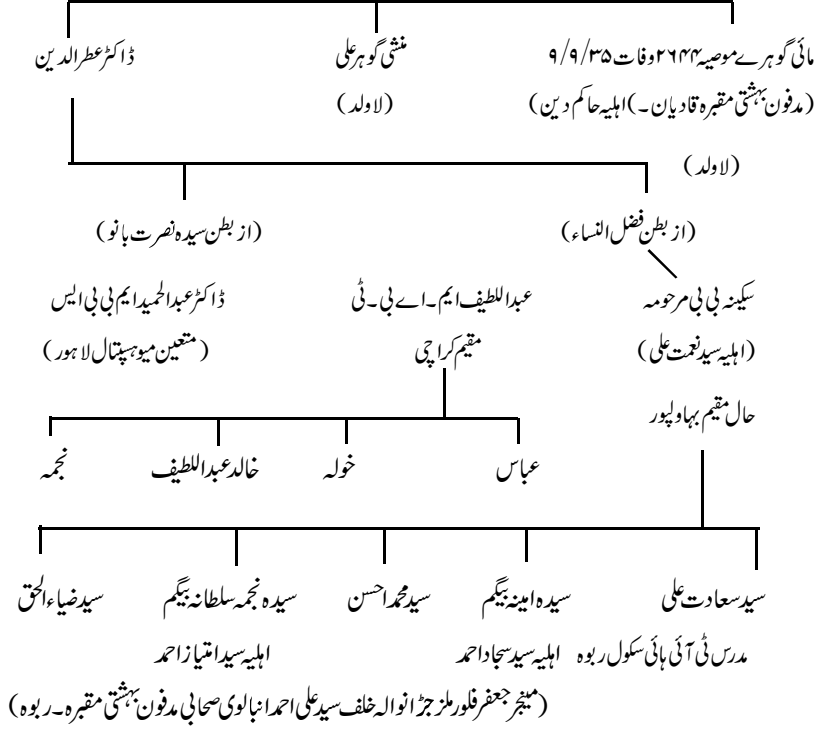 مائی گوہرے موصیہ ۲۶۴۴ وفات ۹/۹/۳۵ منشی گوہر علی ڈاکٹر عطرالدین
(مدفون بہشتی مقبرہ قادیان۔) اہلیہ حاکم دین) (لاولد)
(لاولد)
(از بطن فضل النساء) (از بطن سیدہ نصرت بانو)
سکینہ بی بی مرحومہ عبداللطیف ایم۔اے بی۔ٹی ڈاکٹر عبدالحمید ایم بی بی ایس
(اہلیہ سید نعمت علی) مقیم کراچی (متعین میو ہسپتال لاہور)
حال مقیم بہاولپور
عباس خولہ خالد عبداللطیف نجمہ
سید سعادت علی سیدہ امینہ بیگم سید محمد احسن سیدہ نجمہ سلطانہ بیگم سید ضیاء الحق
مدرس ٹی آئی ہائی سکول ربوہ اہلیہ سید سجاد احمد اہلیہ سید امتیاز احمد
(مینجر جعفر فلور ملز جڑانوالہ خلف سید علی احمد انبالوی صحابی مدفون بہشتی مقبرہ۔ربوہ)